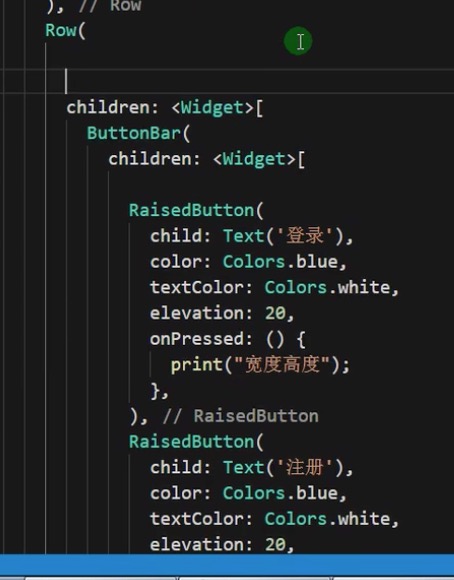 ), // Row
Row(
children: <Widget>[
ButtonBar(
children: <Widget>[
RaisedButton(
child: Text('登录'),
color: Colors.blue,
textColor: Colors.white,
elevation: 20,
onPressed: () {
print("宽度高度");
},
), // RaisedButton
RaisedButton(
child: Text('注册'),
color: Colors.blue,
textColor: Colors.white,
elevation: 20,